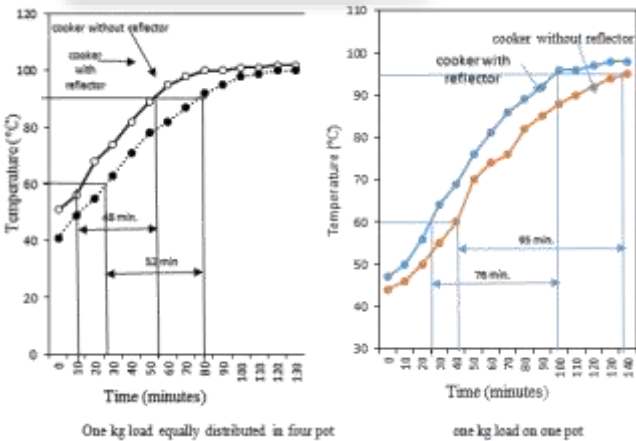 120
100
80
60
40
20
0
Temperature (°C)
cooker without reflector
cooker
with
reflector
48 min.
52 min
0 10 20 30 40 50 60 70 80 90 100 110 120 130
Time (minutes)
One kg load equally distributed in four pot
110
100
90
80
70
60
50
40
30
Temperature (°C)
cooker without reflector
cooker with
reflector
95 min.
76 min.
0 10 20 30 40 50 60 70 80 90 100 110 120 130 140
Time (minutes)
one kg load on one pot